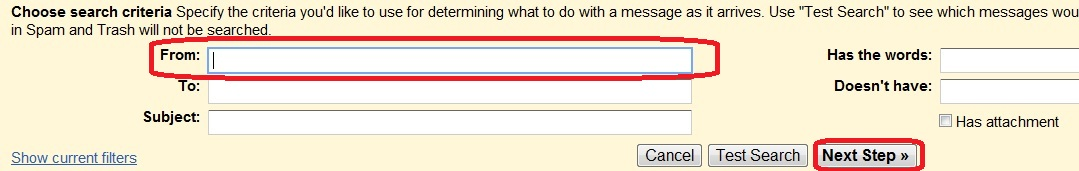 Choose search criteria Specify the criteria you'd like to use for determining what to do with a message as it arrives. Use "Test Search" to see which messages
in Spam and Trash will not be searched.
From:
Has the words:
To:
Doesn't have:
Subject:
Has attachment
Show current filters
Cancel
Test Search
Next Step »